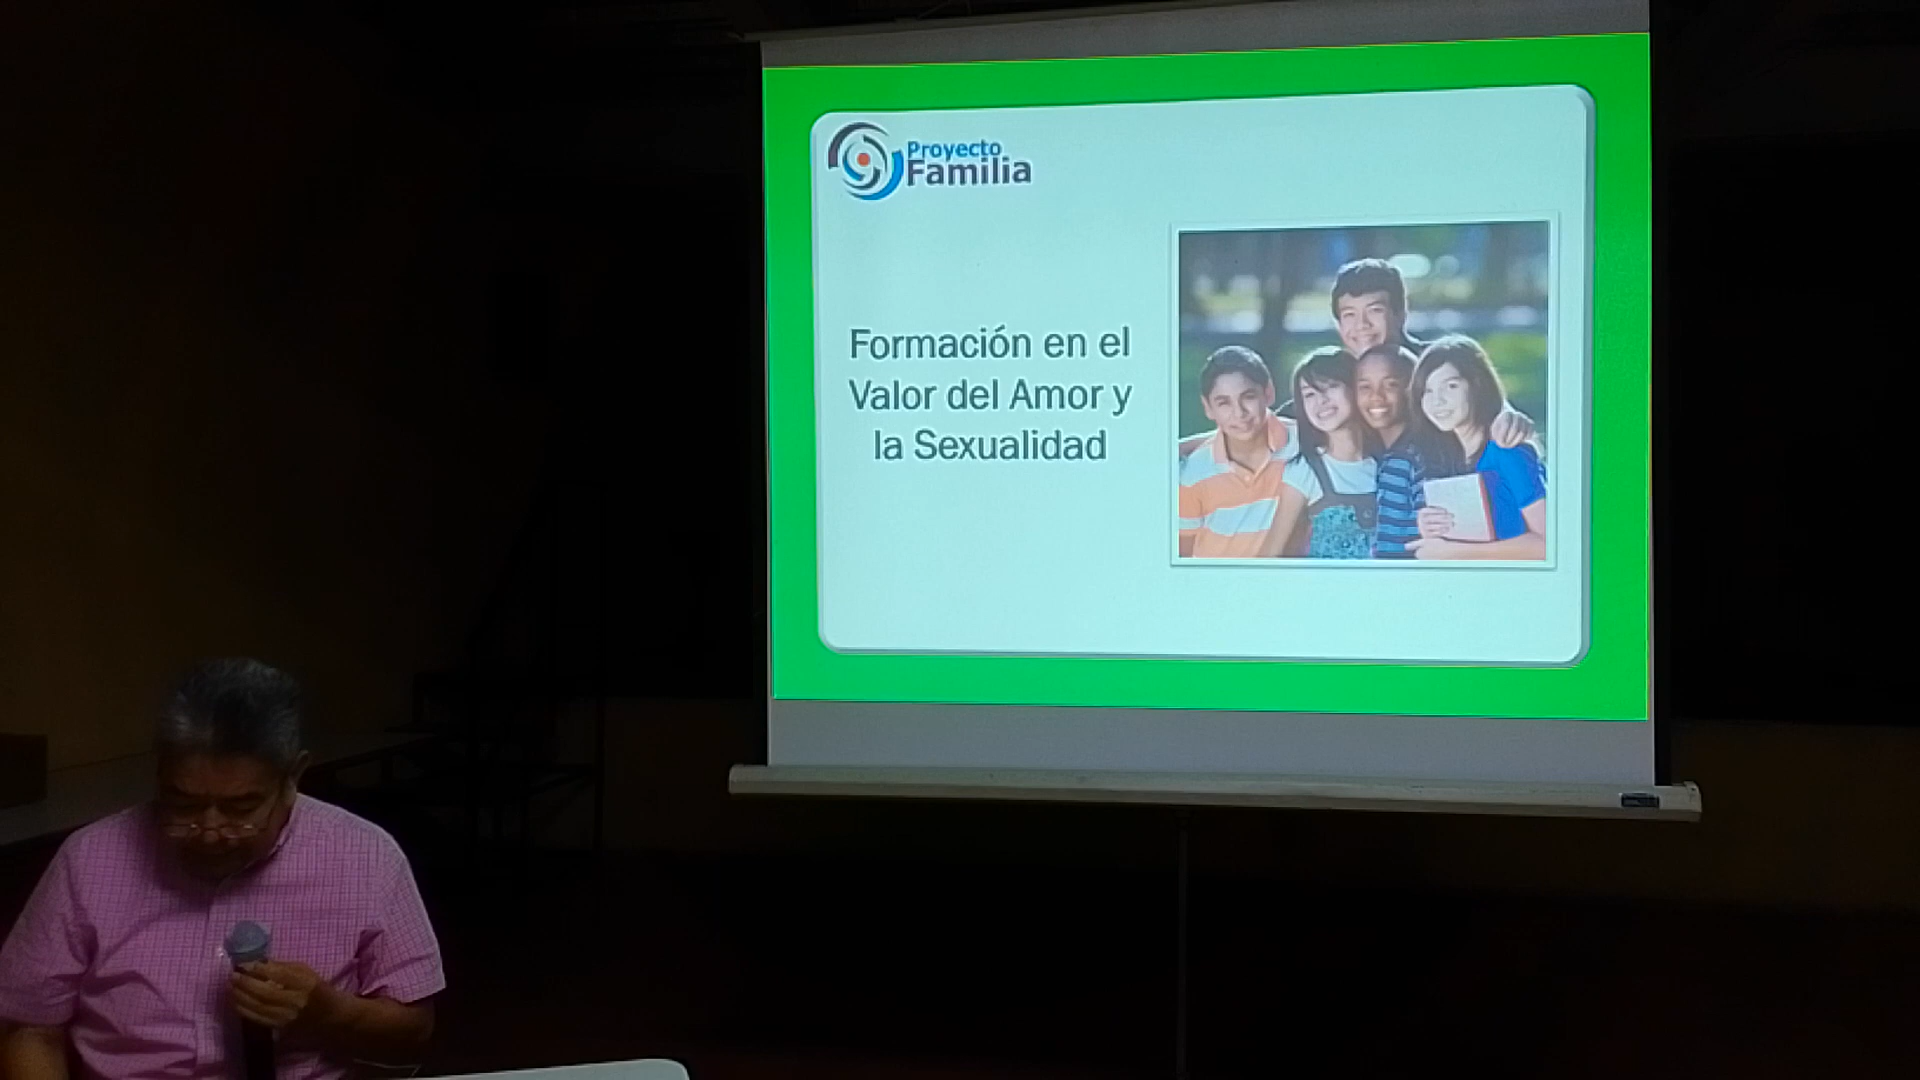 Proyecto
Familia
Formación en el
Valor del Amor y
la Sexualidad